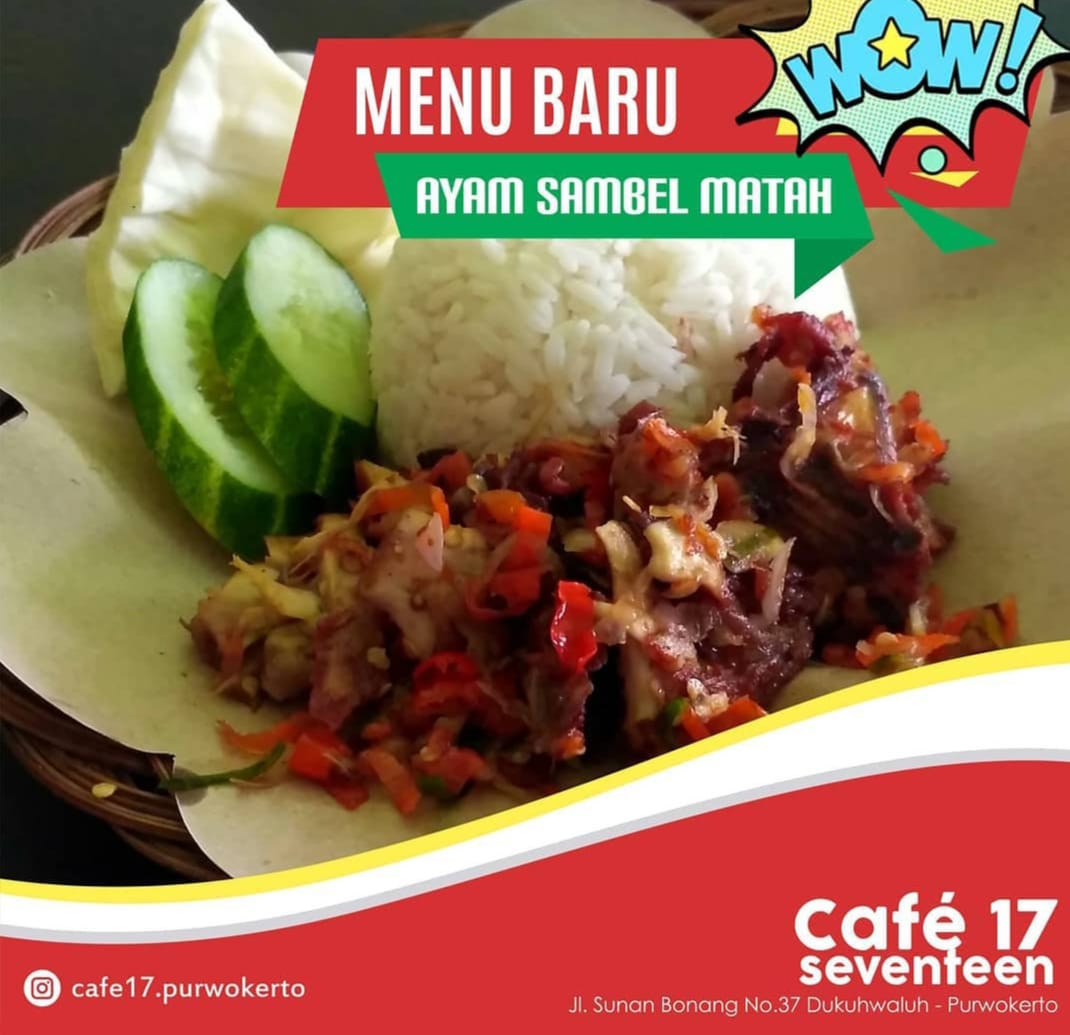 WOW!
MENU BARU
AYAM SAMBEL MATAH
Café 17
seventeen
cafe17.purwokerto
Jl. Sunan Bonang No.37 Dukuhwaluh - Purwokerto